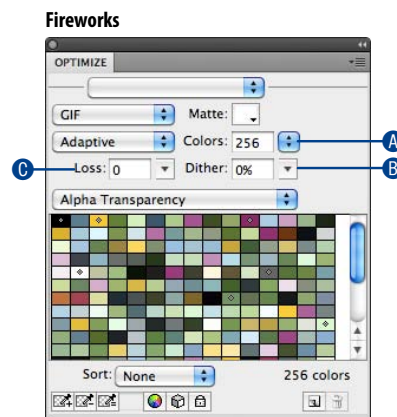 Fireworks
OPTIMIZE
GIF Matte:
Adaptive Colors: 256 A
C Loss: 0 Dither: 0% B
Alpha Transparency
Sort: None 256 colors